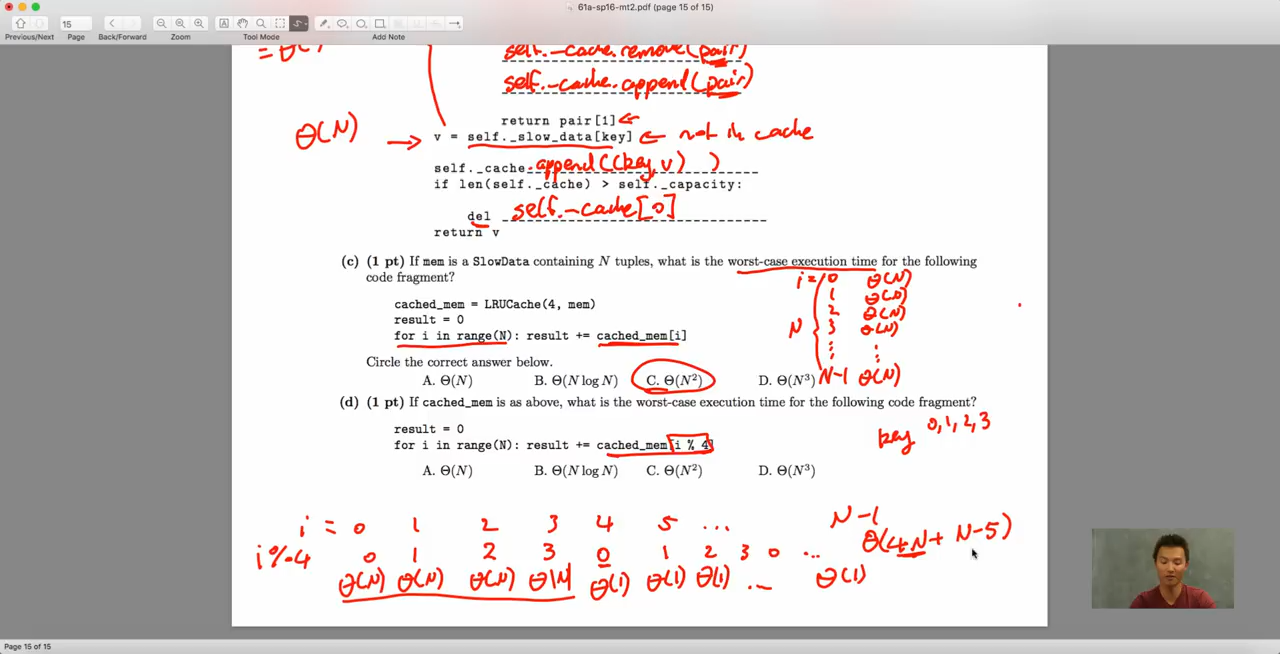 61a-sp16-mt2.pdf (page 15 of 15)
15
Previous/Next Page Back/Forward Zoom Tool Mode Add Note
self._cache.remove(pair)
self._cache.append(pair)
return pair[1]
Θ(N) → v = self._slow_data[key] ← not in cache
self._cache.append((key, v))
if len(self._cache) > self._capacity:
del self._cache[0]
return v
(c) (1 pt) If mem is a SlowData containing N tuples, what is the worst-case execution time for the following
code fragment?
i = 0 Θ(N)
1 Θ(N)
2 Θ(N)
N 3 Θ(N)
⋮ ⋮
N-1 Θ(N)
cached_mem = LRUCache(4, mem)
result = 0
for i in range(N): result += cached_mem[i]
Circle the correct answer below.
A. Θ(N) B. Θ(N log N) C. Θ(N²) D. Θ(N³)
(d) (1 pt) If cached_mem is as above, what is the worst-case execution time for the following code fragment?
result = 0
for i in range(N): result += cached_mem[i % 4]
key 0, 1, 2, 3
A. Θ(N) B. Θ(N log N) C. Θ(N²) D. Θ(N³)
i = 0 1 2 3 4 5 ... N-1
Θ(4N + N-5)
i%4 0 1 2 3 0 1 2 3 0 ...
Θ(N) Θ(N) Θ(N) Θ(N) Θ(1) Θ(1) Θ(1) ... Θ(1)
Page 15 of 15